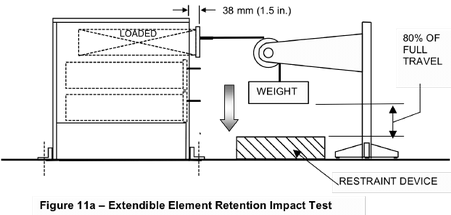 38 mm (1.5 in.)
LOADED
80% OF
FULL
TRAVEL
WEIGHT
RESTRAINT DEVICE
Figure 11a – Extendible Element Retention Impact Test